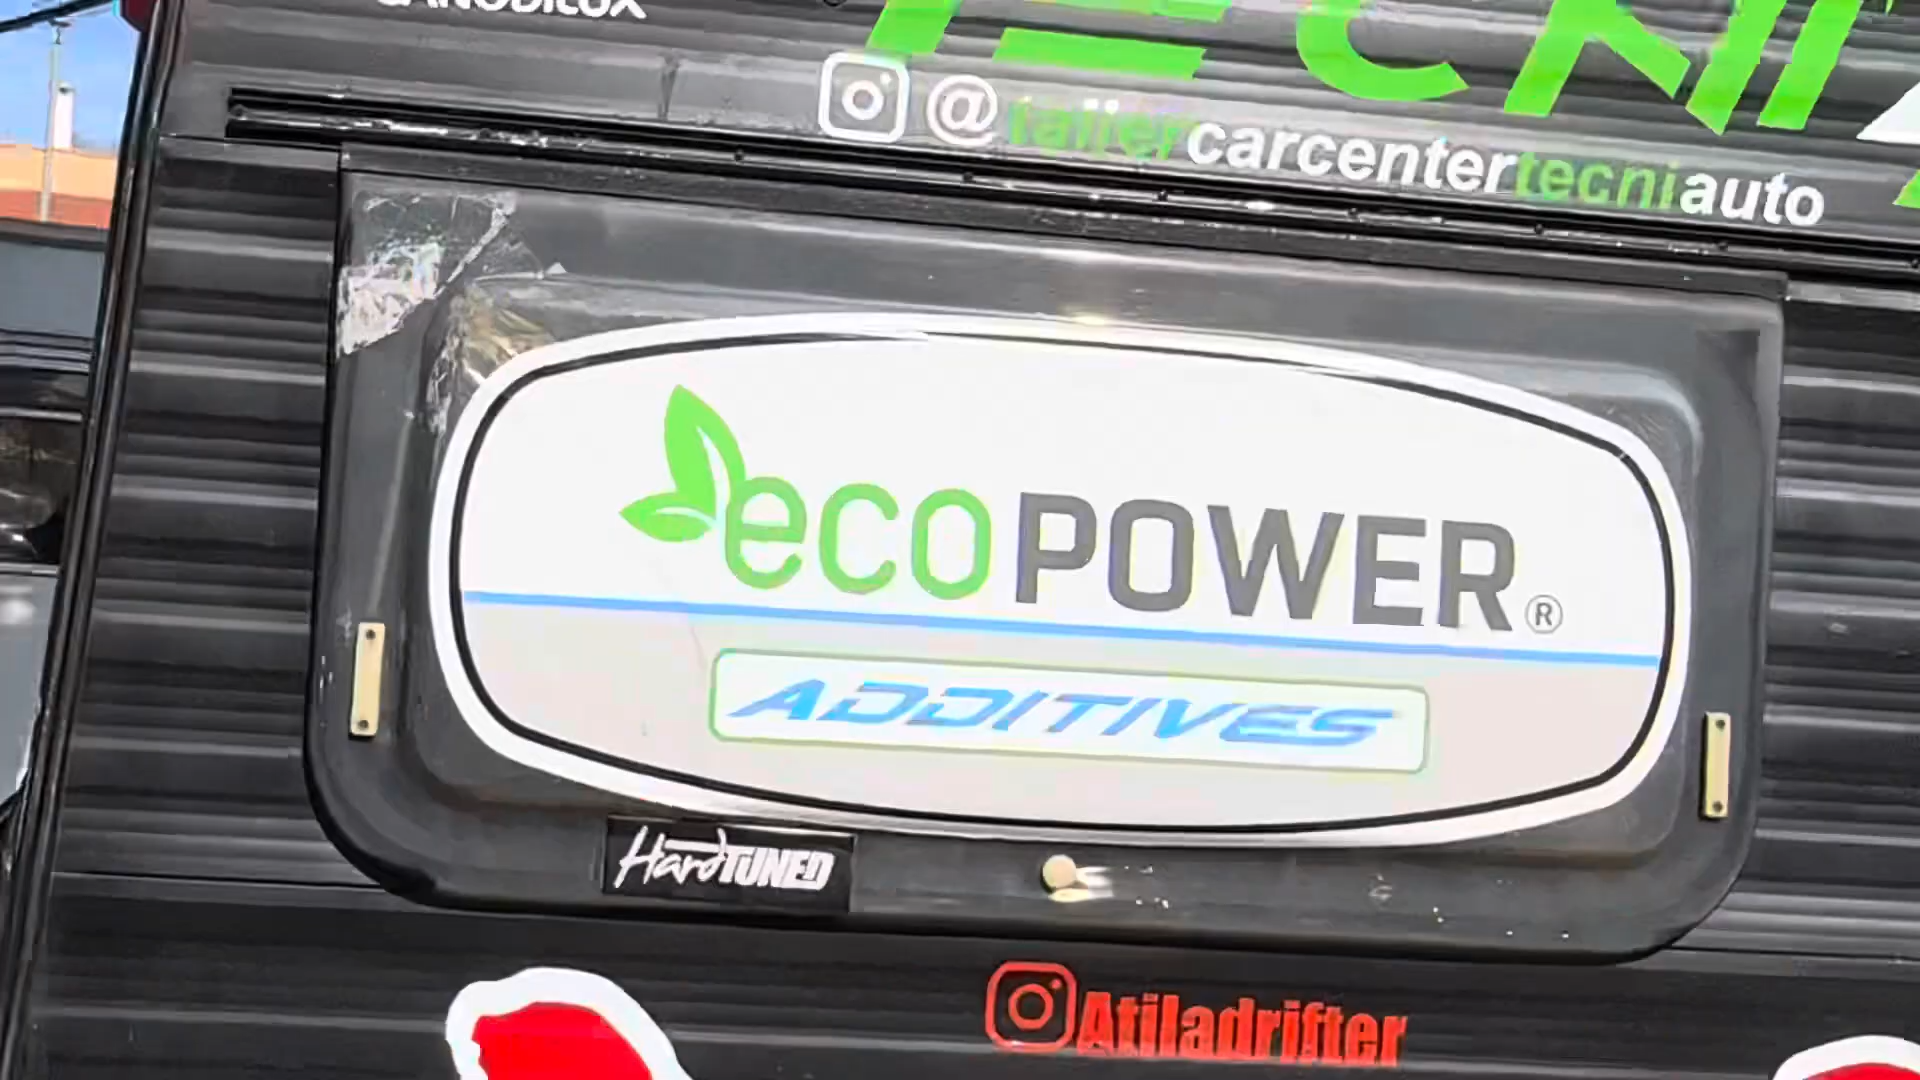 @tallercarcentertecniauto
ecoPOWER®
ADDITIVES
HardTUNED
Atiladrifter